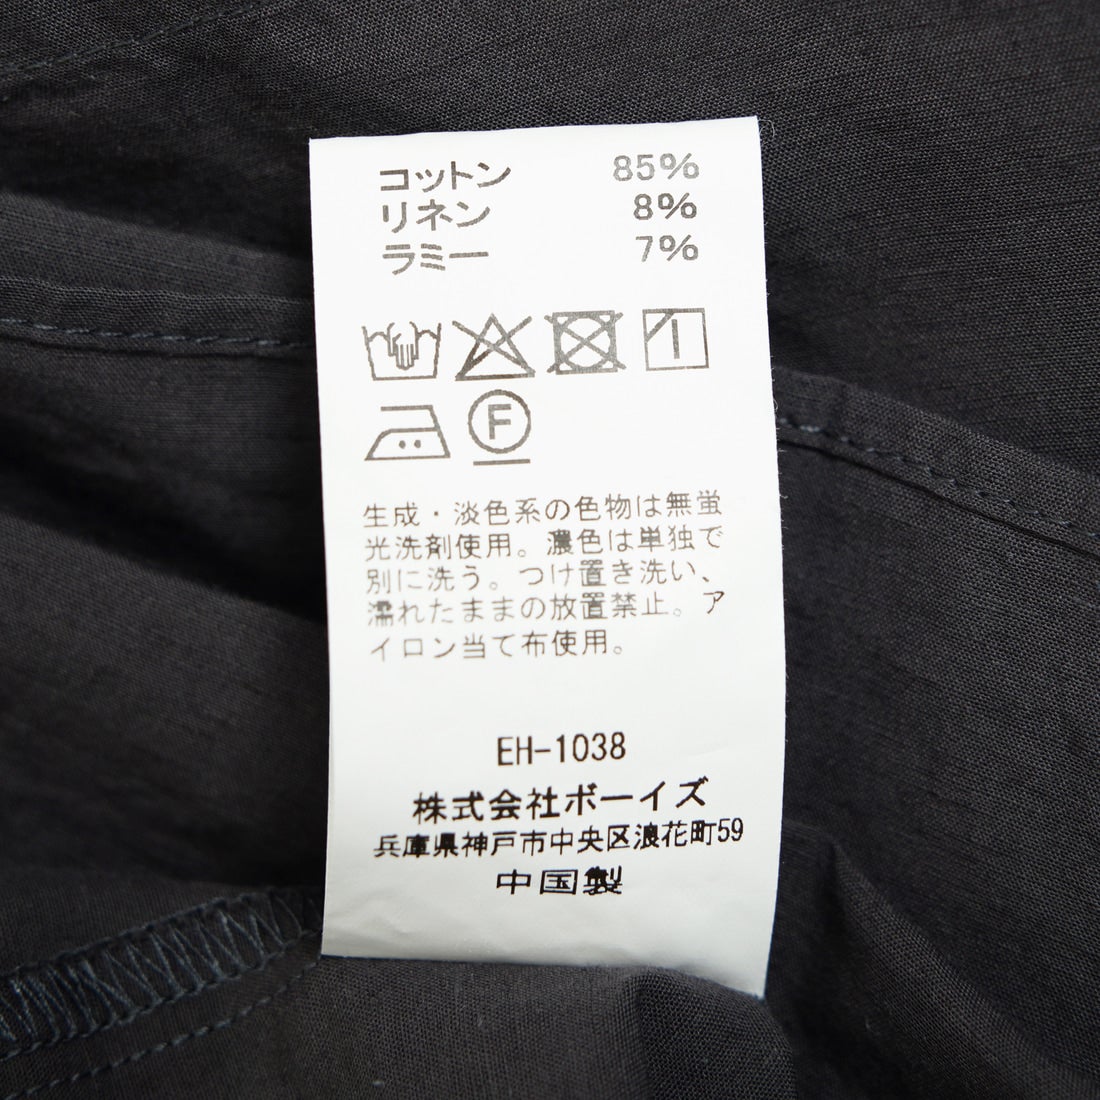 コットン 85%
リネン 8%
ラミー 7%
F
生成・淡色系の色物は無蛍
光洗剤使用。濃色は単独で
別に洗う。つけ置き洗い、
濡れたままの放置禁止。ア
イロン当て布使用。
EH-1038
株式会社ボーイズ
兵庫県神戸市中央区浪花町59
中国製